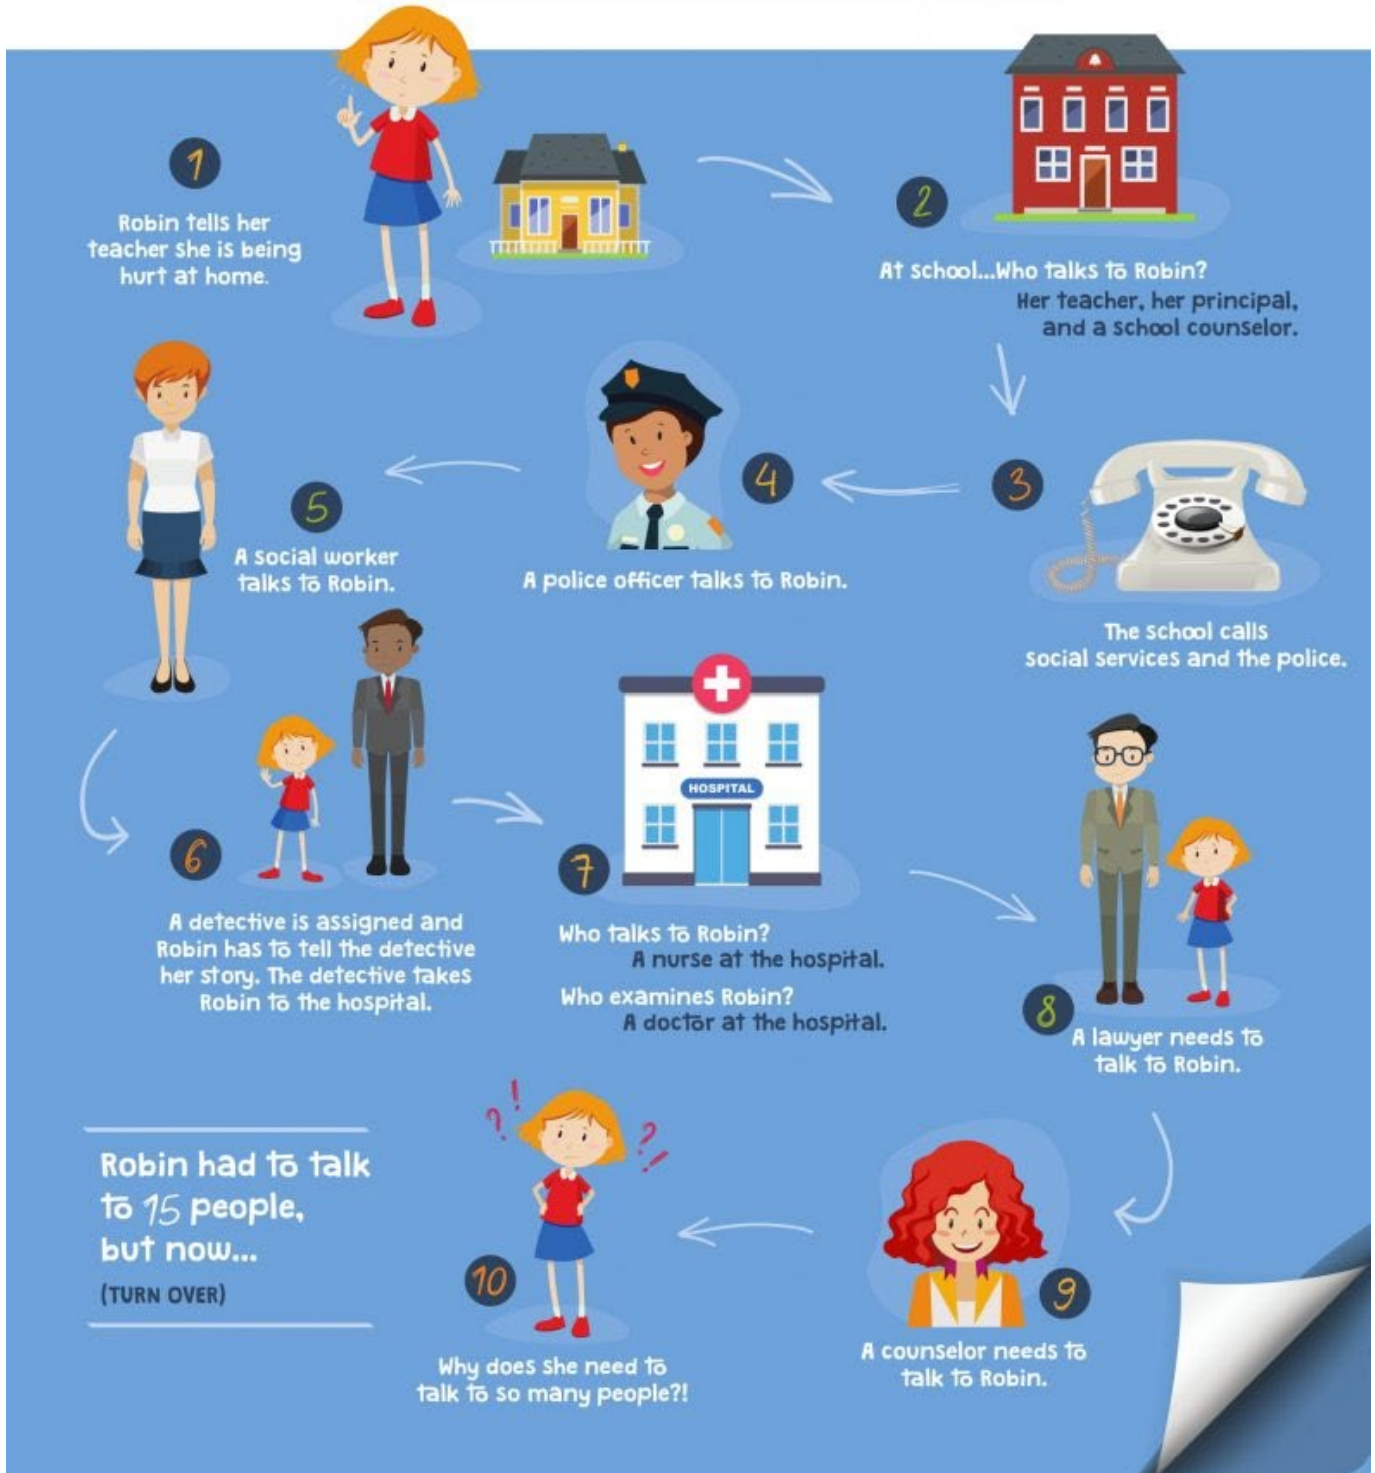 1
Robin tells her
teacher she is being
hurt at home.
2
At school...Who talks to Robin?
Her teacher, her principal,
and a school counselor.
3
The school calls
social services and the police.
4
A police officer talks to Robin.
5
A social worker
talks to Robin.
6
A detective is assigned and
Robin has to tell the detective
her story. The detective takes
Robin to the hospital.
HOSPITAL
7
Who talks to Robin?
A nurse at the hospital.
Who examines Robin?
A doctor at the hospital.
8
A lawyer needs to
talk to Robin.
9
A counselor needs to
talk to Robin.
? !
? !!
10
Why does she need to
talk to so many people?!
Robin had to talk
to 15 people,
but now...
(TURN OVER)